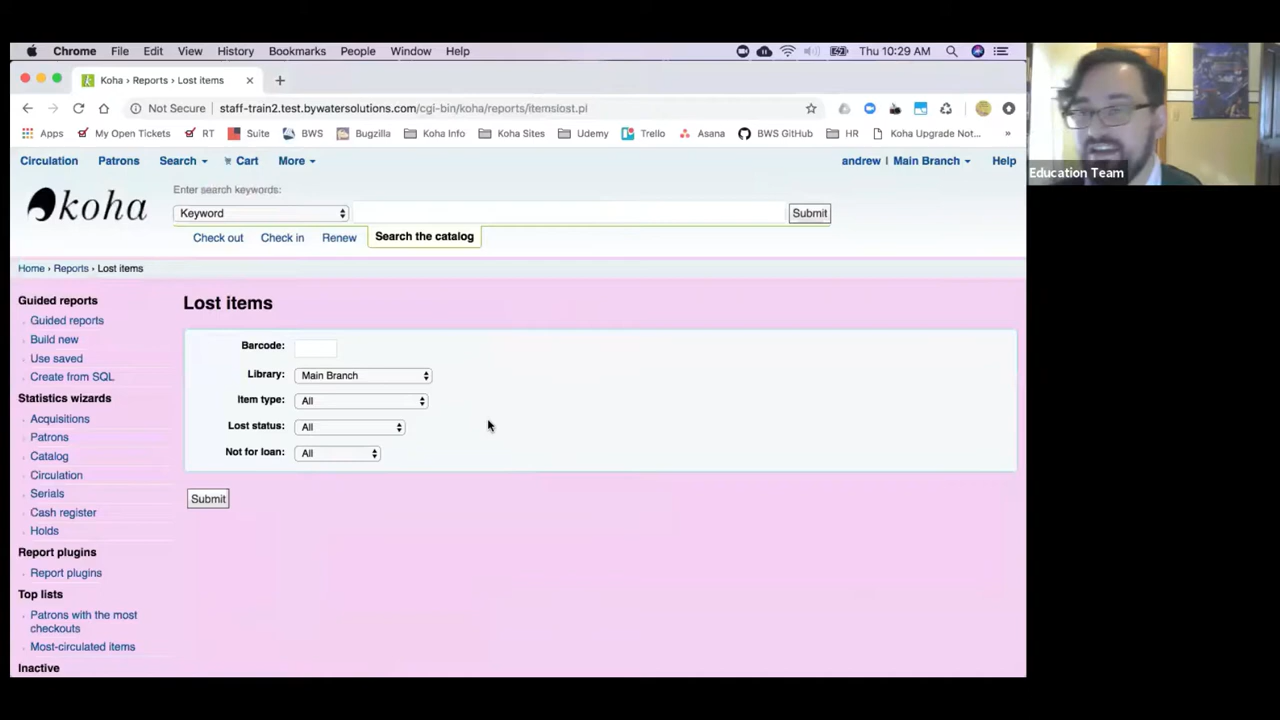 Chrome File Edit View History Bookmarks People Window Help Thu 10:29 AM
Koha › Reports › Lost items
Not Secure staff-train2.test.bywatersolutions.com/cgi-bin/koha/reports/itemslost.pl
Apps My Open Tickets RT Suite BWS Bugzilla Koha Info Koha Sites Udemy Trello Asana BWS GitHub HR Koha Upgrade Not... »
Circulation Patrons Search Cart More andrew Main Branch Help
Education Team
Enter search keywords:
koha
Keyword Submit
Check out Check in Renew Search the catalog
Home › Reports › Lost items
Guided reports
Guided reports
Build new
Use saved
Create from SQL
Statistics wizards
Acquisitions
Patrons
Catalog
Circulation
Serials
Cash register
Holds
Report plugins
Report plugins
Top lists
Patrons with the most
checkouts
Most-circulated items
Inactive
Lost items
Barcode:
Library: Main Branch
Item type: All
Lost status: All
Not for loan: All
Submit